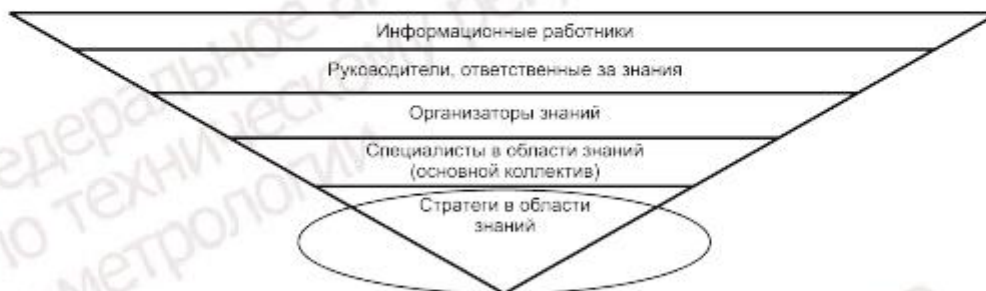 Информационные работники
Руководители, ответственные за знания
Организаторы знаний
Специалисты в области знаний
(основной коллектив)
Стратеги в области
знаний